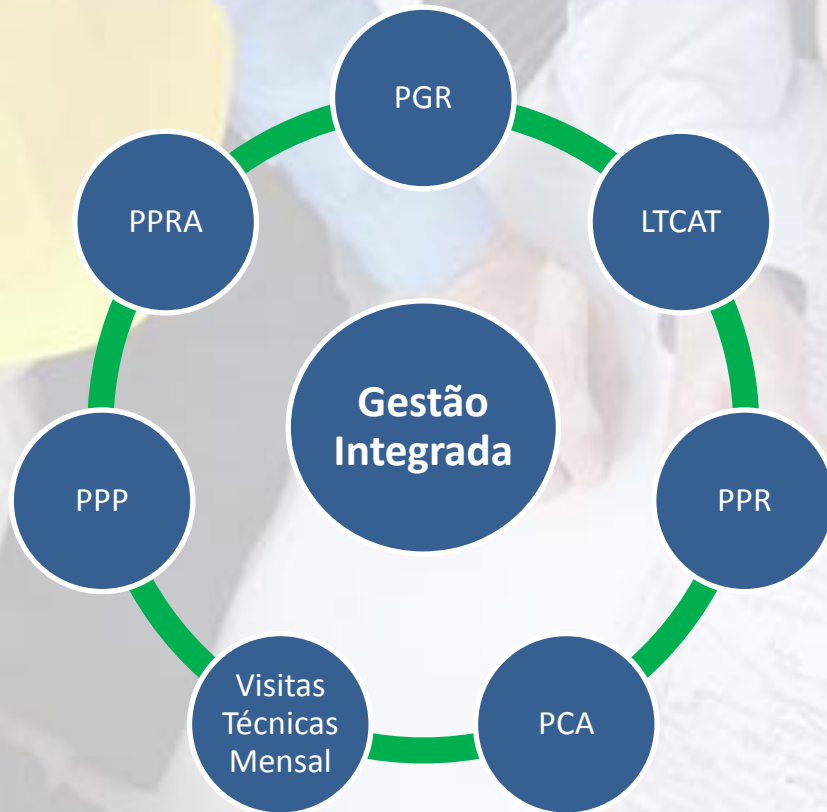 PGR
PPRA
LTCAT
Gestão
Integrada
PPP
PPR
Visitas
Técnicas
Mensal
PCA